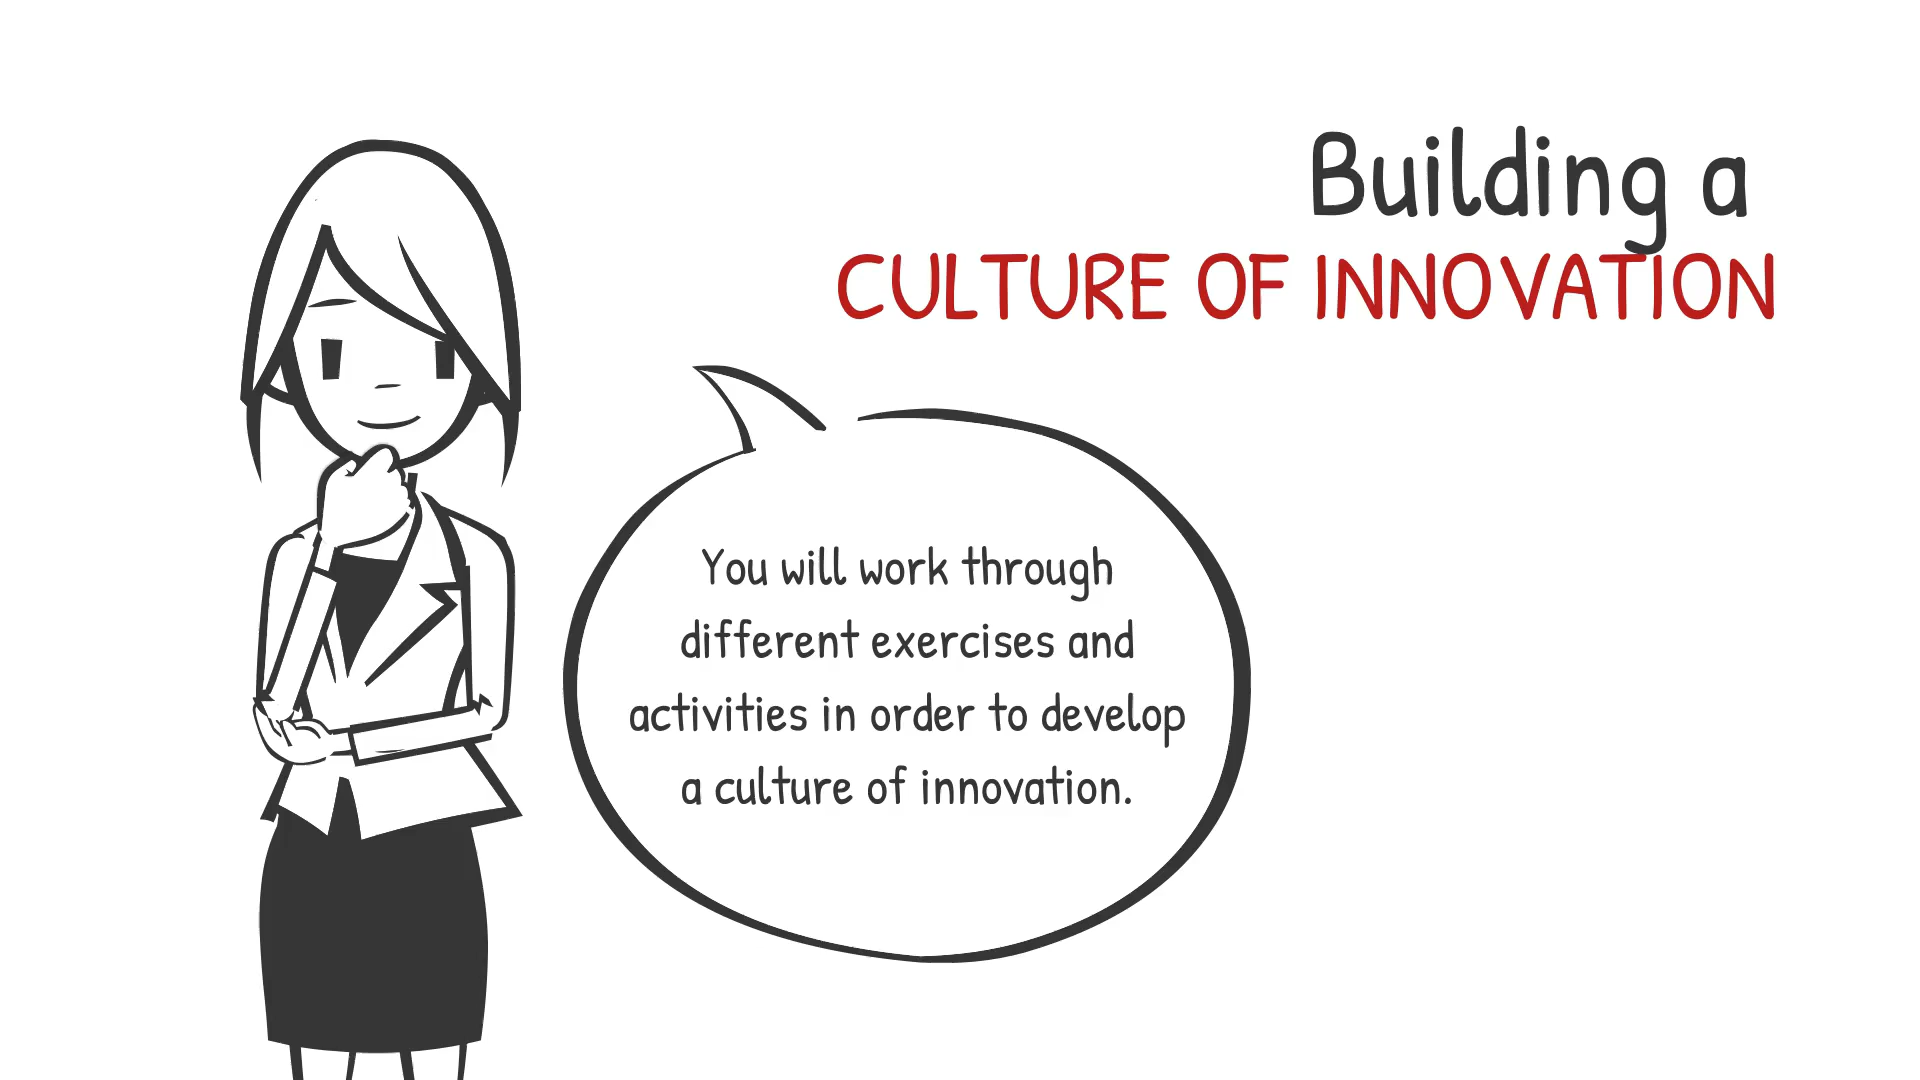 Building a
CULTURE OF INNOVATION
You will work through
different exercises and
activities in order to develop
a culture of innovation.